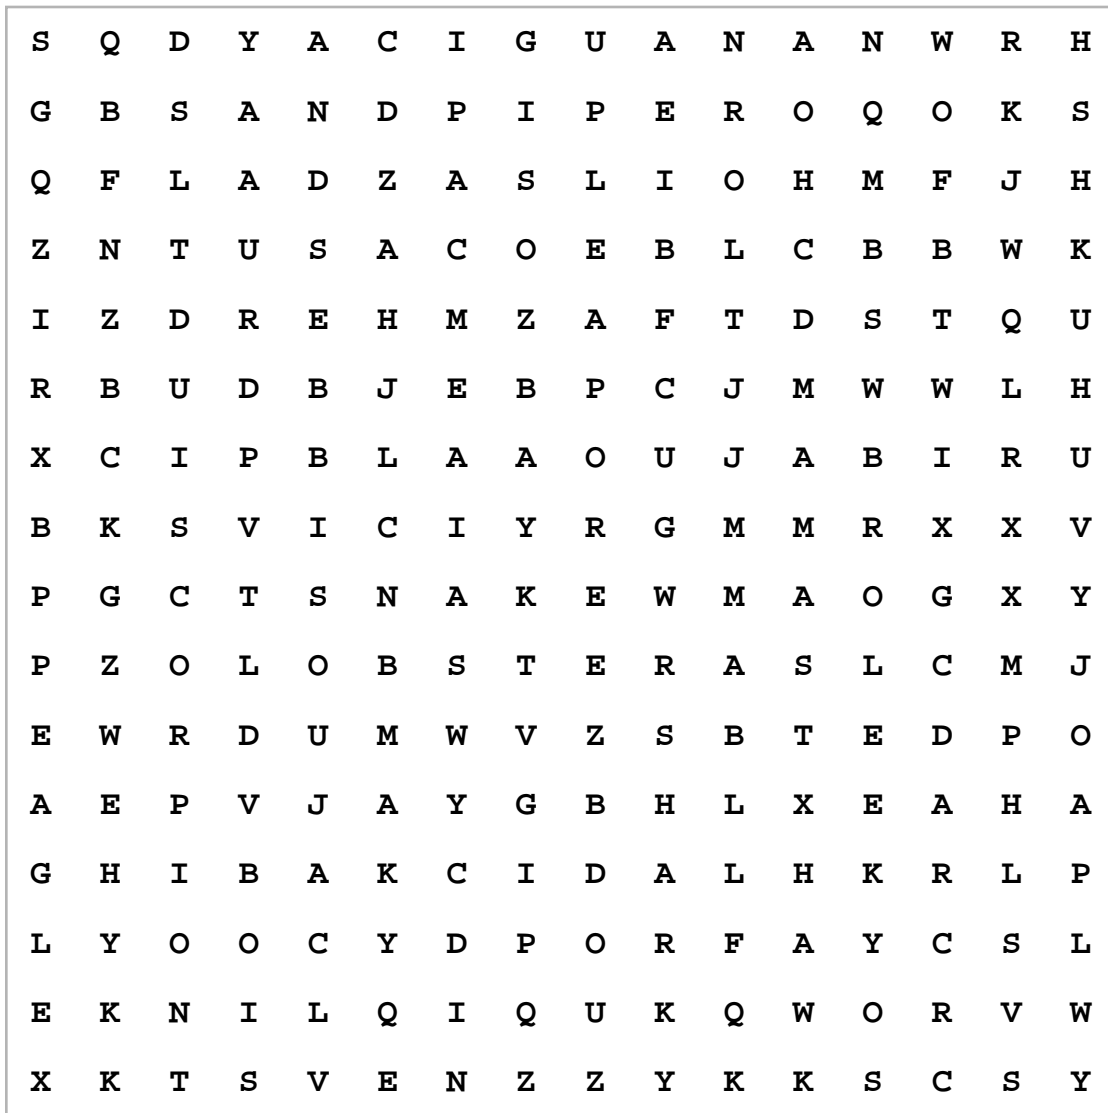 S Q D Y A C I G U A N A N W R H
G B S A N D P I P E R O Q O K S
Q F L A D Z A S L I O H M F J H
Z N T U S A C O E B L C B B W K
I Z D R E H M Z A F T D S T Q U
R B U D B J E B P C J M W W L H
X C I P B L A A O U J A B I R U
B K S V I C I Y R G M M R X X V
P G C T S N A K E W M A O G X Y
P Z O L O B S T E R A S L C M J
E W R D U M W V Z S B T E D P O
A E P V J A Y G B H L X E A H A
G H I B A K C I D A L H K R L P
L Y O O C Y D P O R F A Y C S L
E K N I L Q I Q U K Q W O R V W
X K T S V E N Z Z Y K K S C S Y